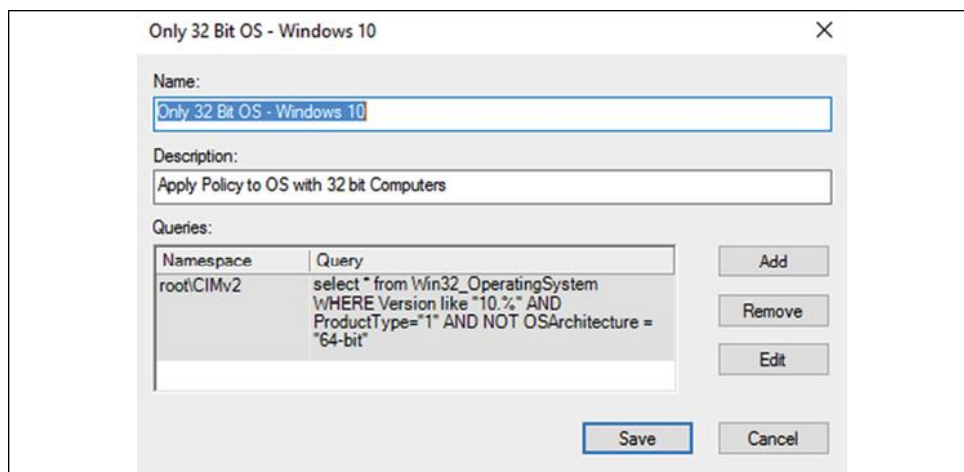 Only 32 Bit OS - Windows 10
Name:
Only 32 Bit OS - Windows 10
Description:
Apply Policy to OS with 32 bit Computers
Queries:
Namespace Query
root\CIMv2 select * from Win32_OperatingSystem
WHERE Version like "10.%" AND
ProductType="1" AND NOT OSArchitecture =
"64-bit"
Add
Remove
Edit
Save Cancel